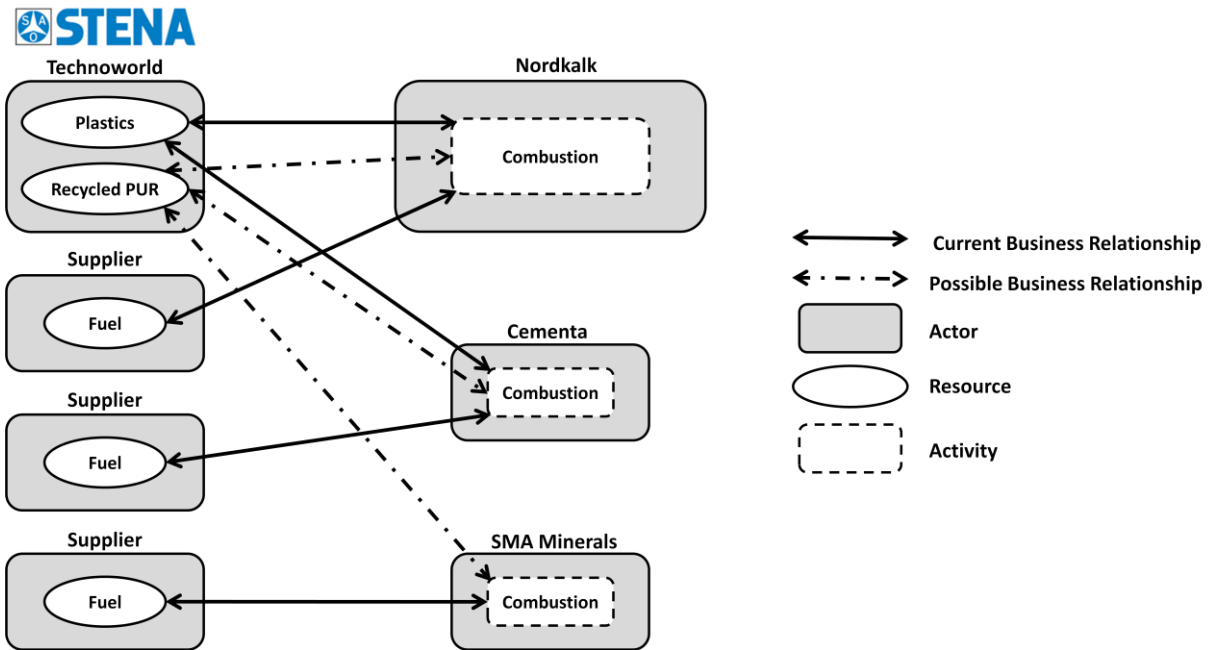 SAO STENA
Technoworld
Nordkalk
Plastics
Combustion
Recycled PUR
Supplier
Fuel
Cementa
Combustion
Supplier
Fuel
Supplier
Fuel
SMA Minerals
Combustion
Current Business Relationship
Possible Business Relationship
Actor
Resource
Activity